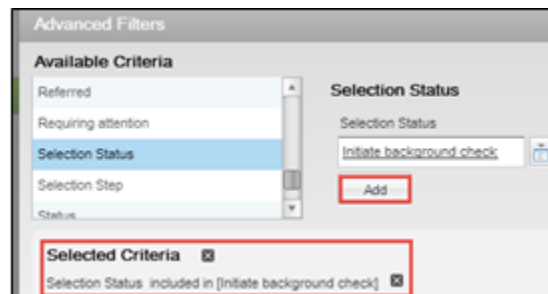 Advanced Filters
Available Criteria
Referred
Requiring attention
Selection Status
Selection Step
Status
Selection Status
Selection Status
Initiate background check
Add
Selected Criteria
Selection Status included in [Initiate background check]